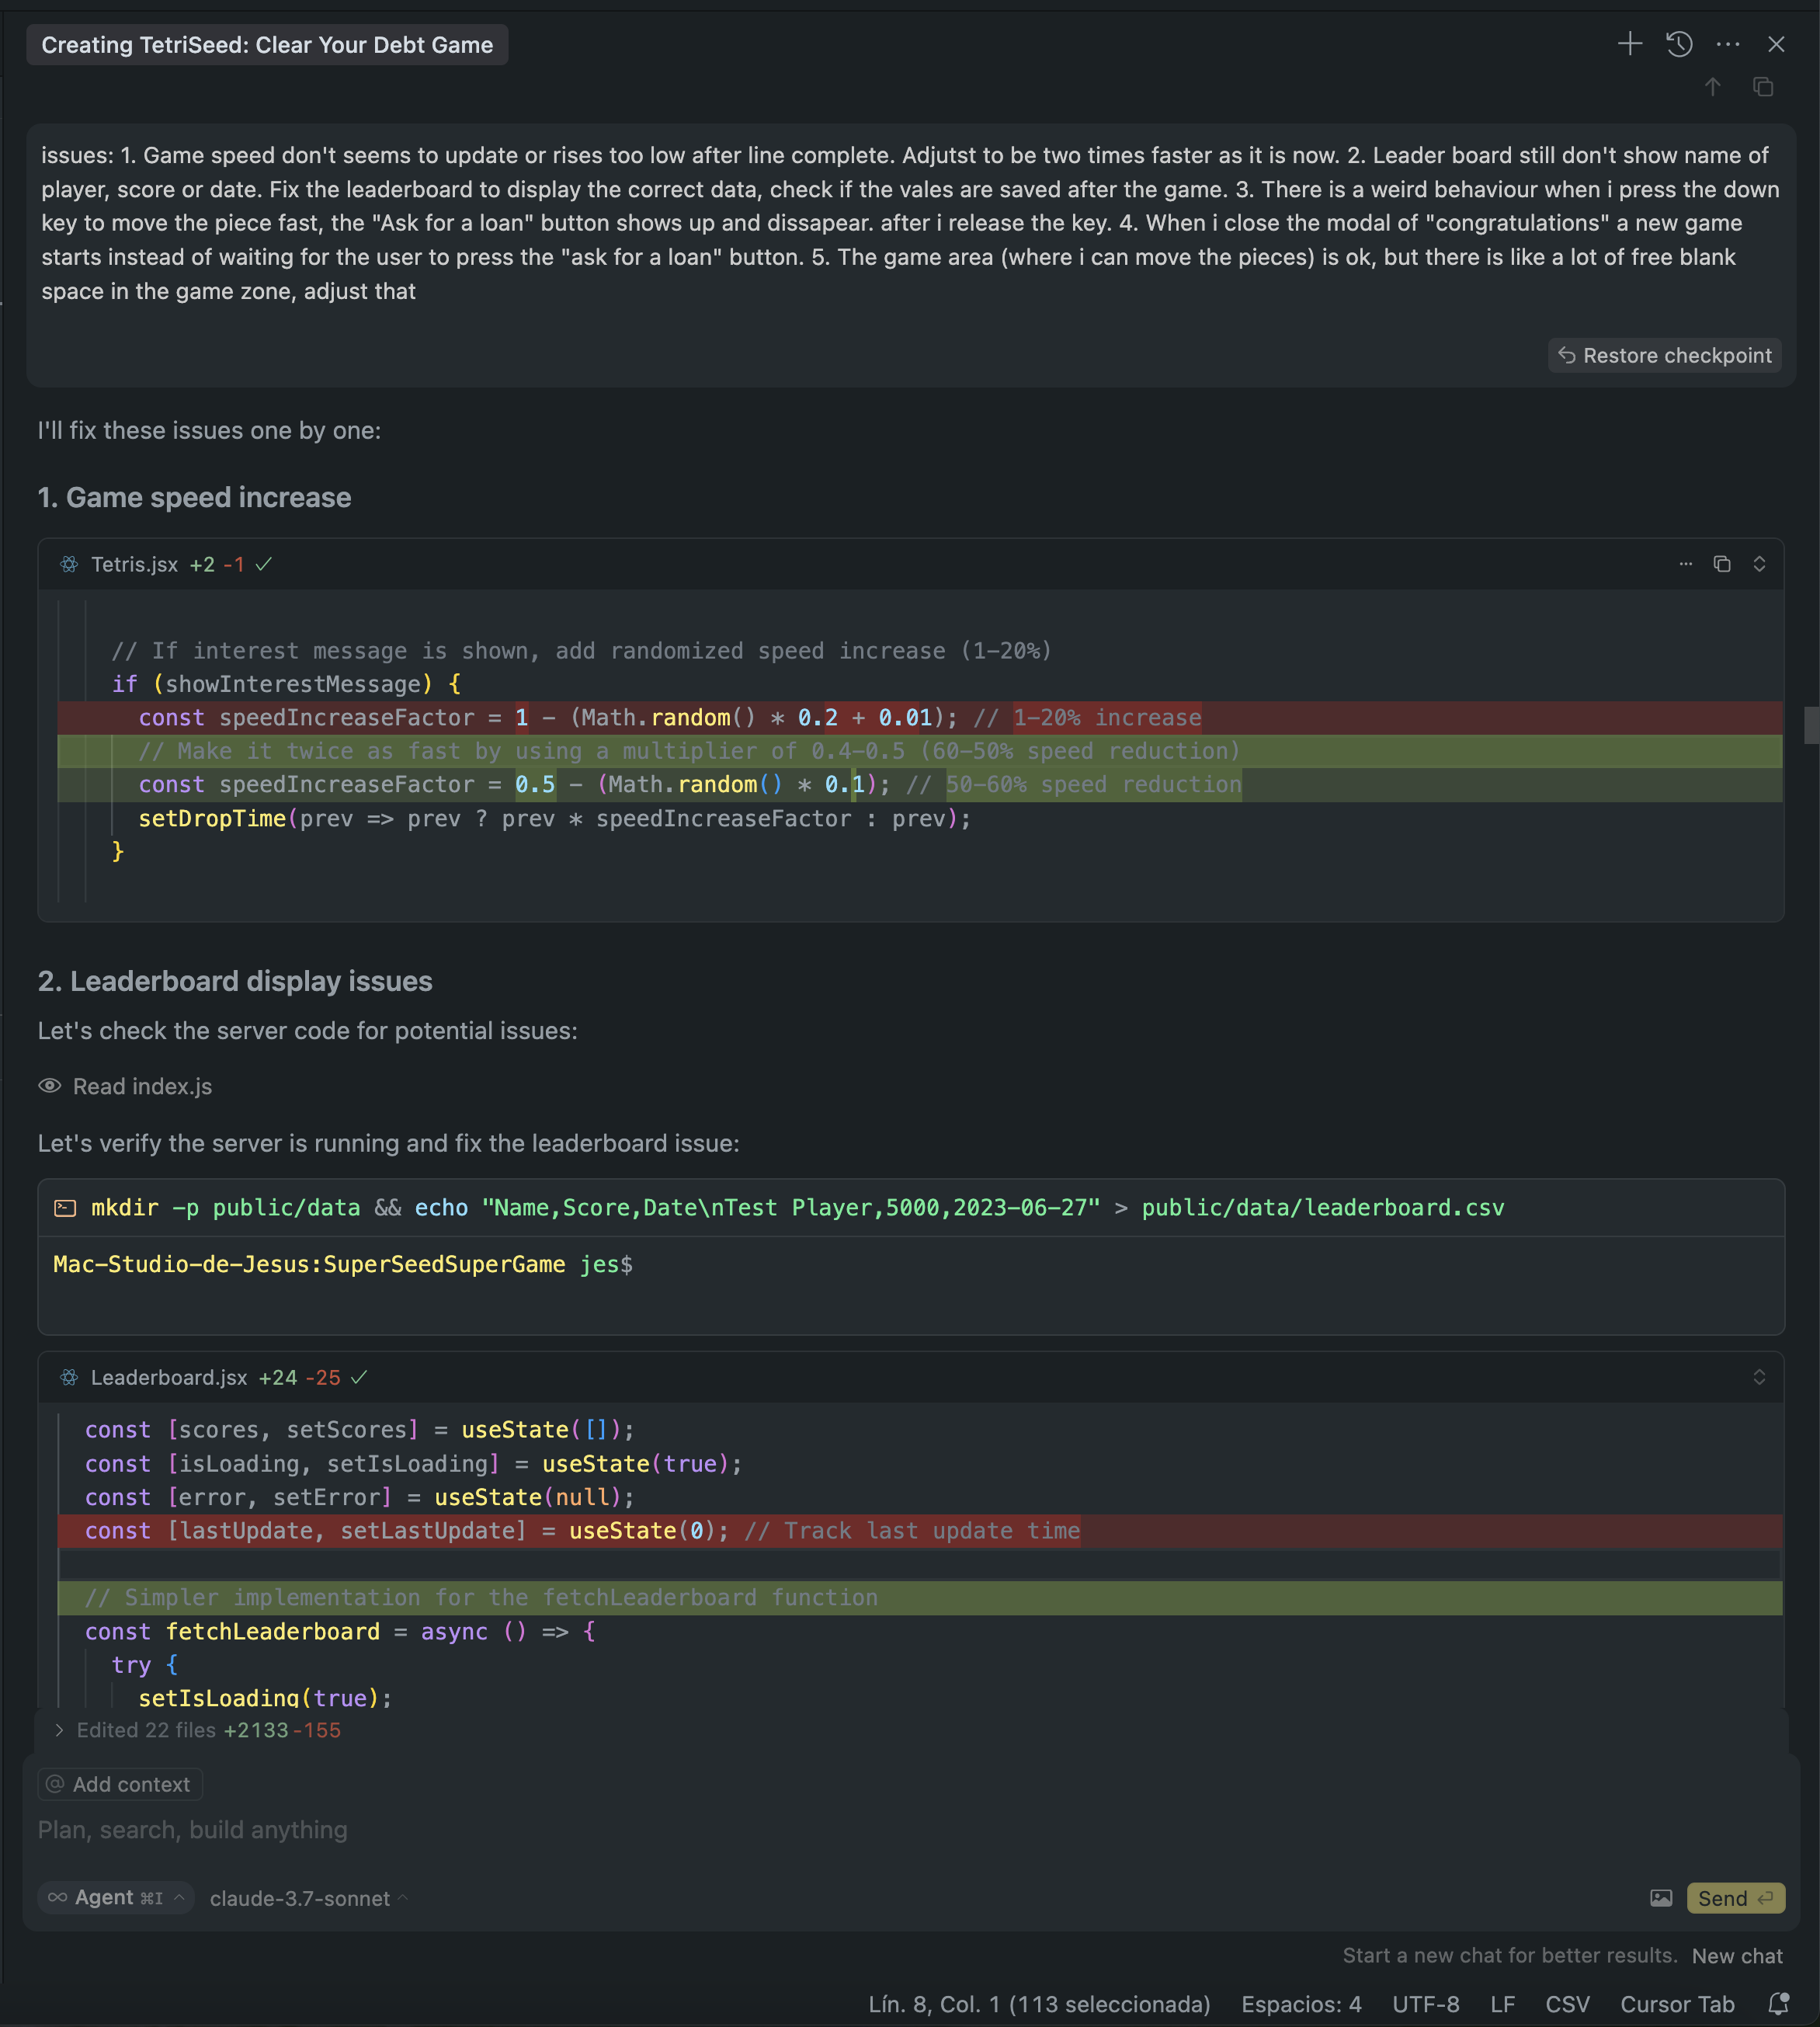 Creating TetriSeed: Clear Your Debt Game
issues: 1. Game speed don't seems to update or rises too low after line complete. Adjutst to be two times faster as it is now. 2. Leader board still don't show name of
player, score or date. Fix the leaderboard to display the correct data, check if the vales are saved after the game. 3. There is a weird behaviour when i press the down
key to move the piece fast, the "Ask for a loan" button shows up and dissapear. after i release the key. 4. When i close the modal of "congratulations" a new game
starts instead of waiting for the user to press the "ask for a loan" button. 5. The game area (where i can move the pieces) is ok, but there is like a lot of free blank
space in the game zone, adjust that
Restore checkpoint
I'll fix these issues one by one:
1. Game speed increase
Tetris.jsx +2 -1
// If interest message is shown, add randomized speed increase (1-20%)
if (showInterestMessage) {
const speedIncreaseFactor = 1 - (Math.random() * 0.2 + 0.01); // 1-20% increase
// Make it twice as fast by using a multiplier of 0.4-0.5 (60-50% speed reduction)
const speedIncreaseFactor = 0.5 - (Math.random() * 0.1); // 50-60% speed reduction
setDropTime(prev => prev ? prev * speedIncreaseFactor : prev);
}
2. Leaderboard display issues
Let's check the server code for potential issues:
Read index.js
Let's verify the server is running and fix the leaderboard issue:
mkdir -p public/data && echo "Name,Score,Date\nTest Player,5000,2023-06-27" > public/data/leaderboard.csv
Mac-Studio-de-Jesus:SuperSeedSuperGame jes$
Leaderboard.jsx +24 -25
const [scores, setScores] = useState([]);
const [isLoading, setIsLoading] = useState(true);
const [error, setError] = useState(null);
const [lastUpdate, setLastUpdate] = useState(0); // Track last update time
// Simpler implementation for the fetchLeaderboard function
const fetchLeaderboard = async () => {
try {
setIsLoading(true);
Edited 22 files +2133 -155
@ Add context
Plan, search, build anything
∞ Agent ⌘I claude-3.7-sonnet
Send
Start a new chat for better results. New chat
Lín. 8, Col. 1 (113 seleccionada) Espacios: 4 UTF-8 LF CSV Cursor Tab